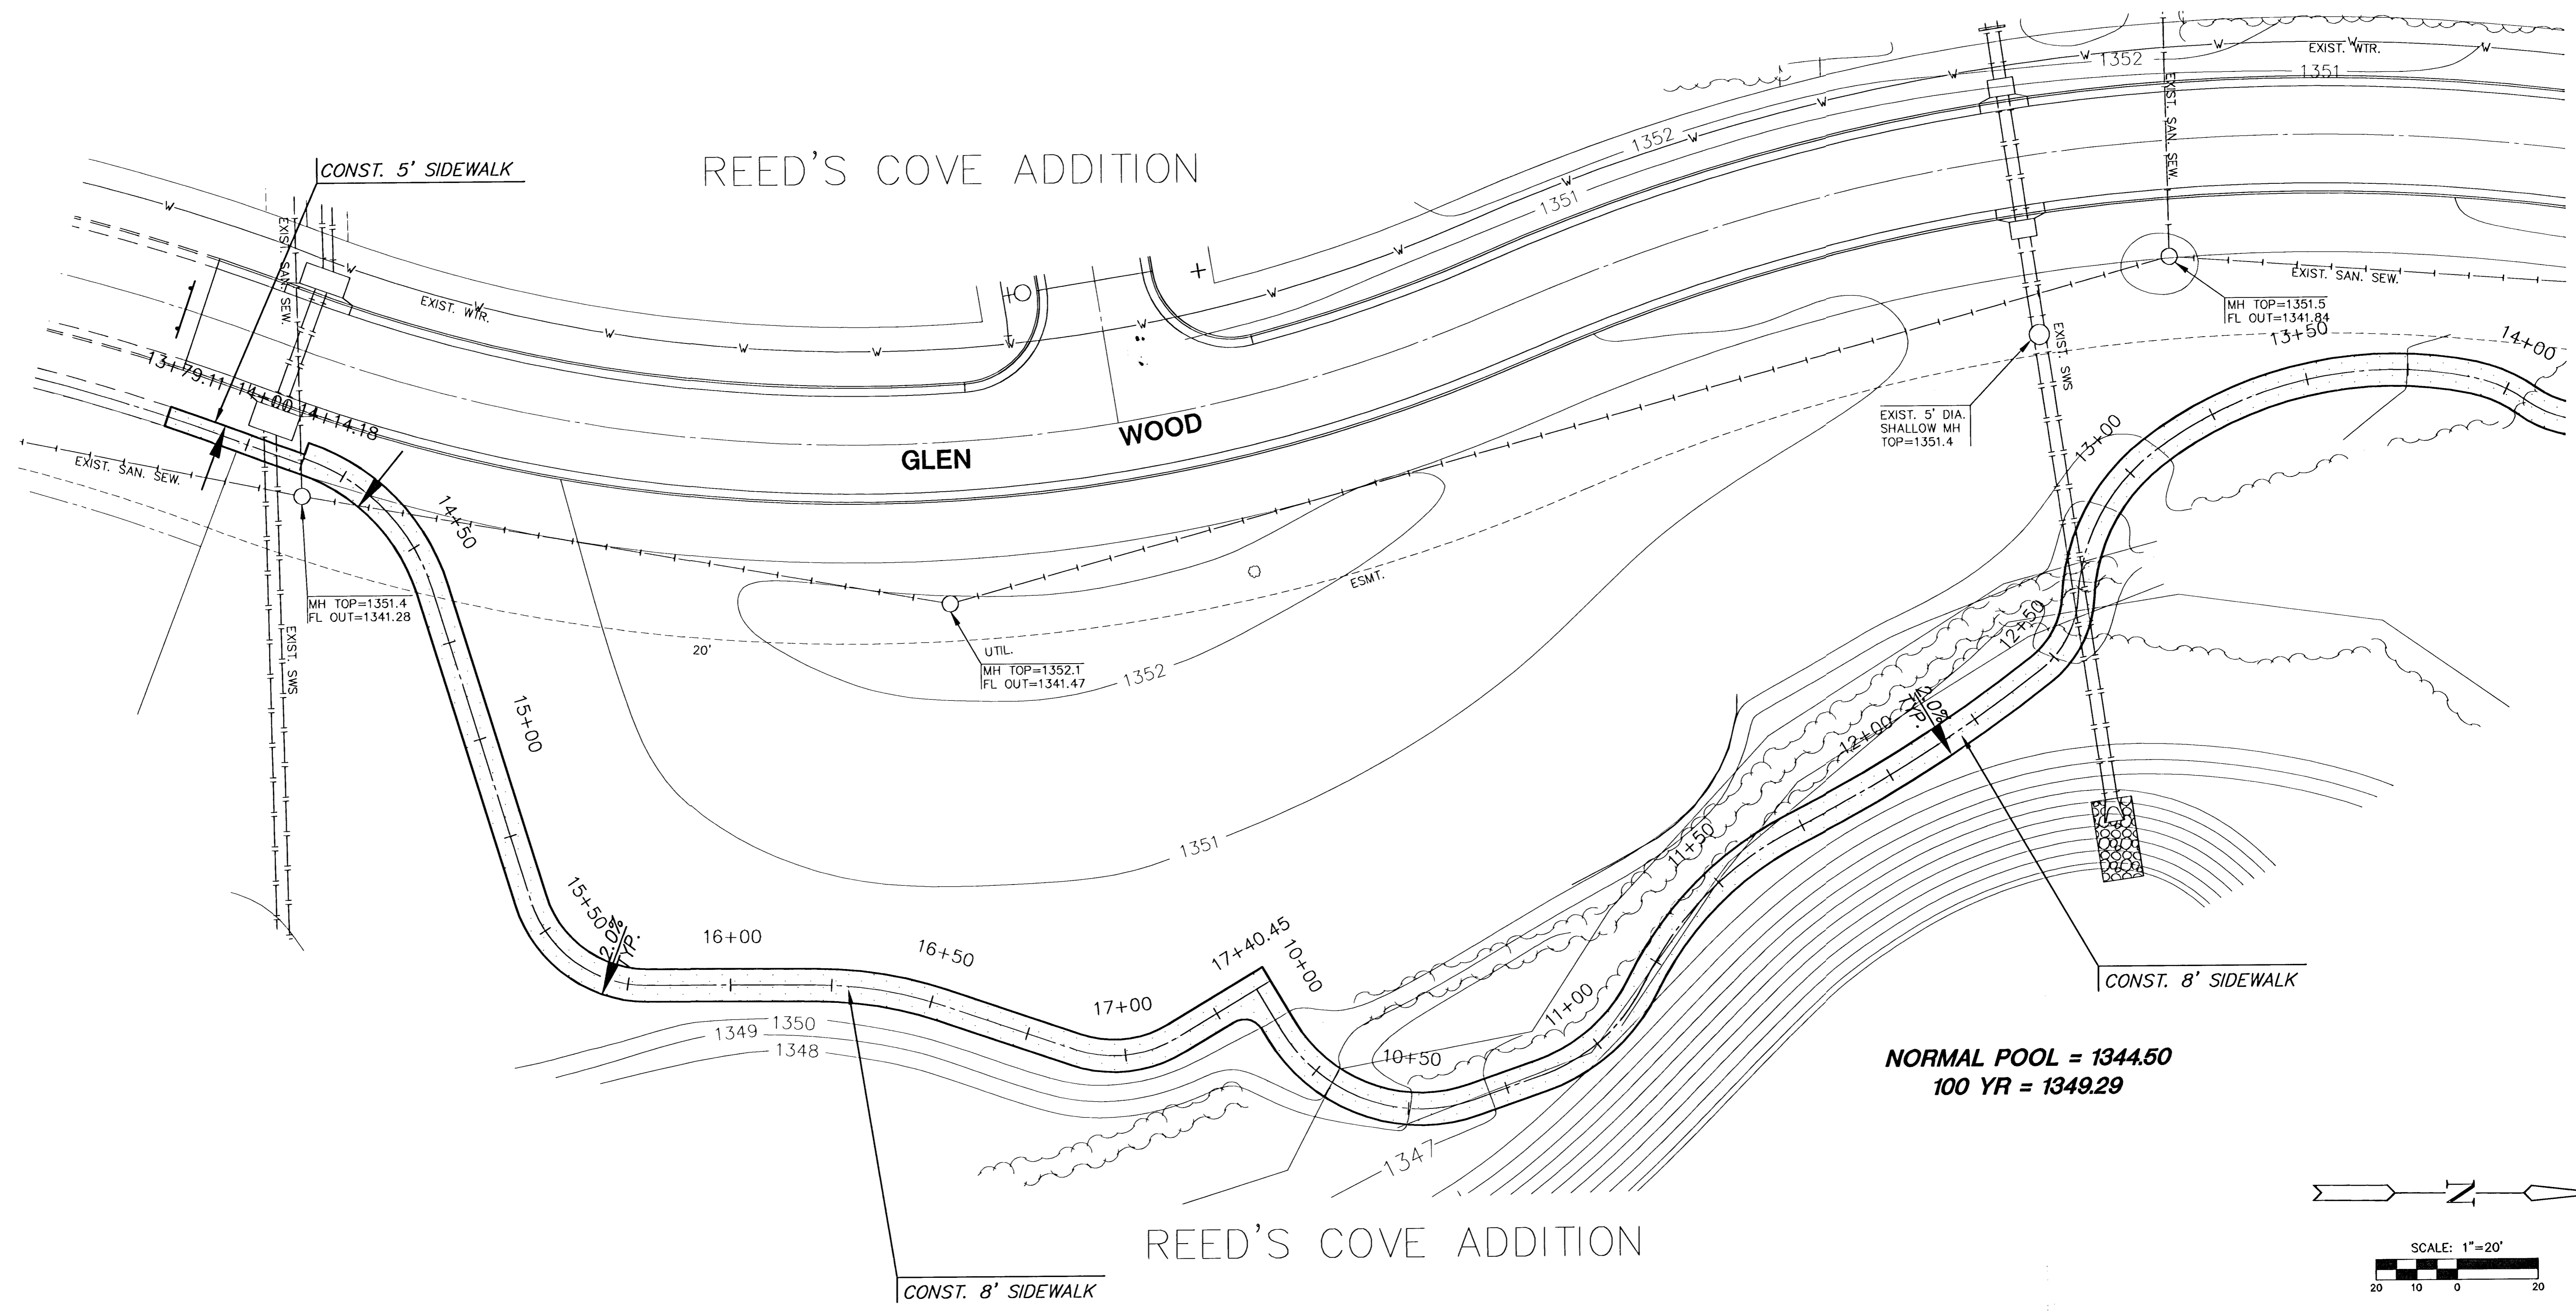 EXIST. WTR.
1352
1351
EXIST. SAN. SEW.
1352
1351
CONST. 5' SIDEWALK
REED'S COVE ADDITION
EXIST. SAN. SEW.
W
EXIST. WTR.
EXIST. SAN. SEW.
MH TOP=1351.5
FL OUT=1341.84
13+50
14+00
EXIST. SWS
13+79.11
14+00
14+14.18
EXIST. 5' DIA.
SHALLOW MH
TOP=1351.4
13+00
GLEN
WOOD
EXIST. SAN. SEW.
14+50
ESMT.
MH TOP=1351.4
FL OUT=1341.28
EXIST. SWS
20'
UTIL.
MH TOP=1352.1
FL OUT=1341.47
1352
12+50
2.0%
TYP.
12+00
15+00
1351
11+50
15+50
2.0%
TYP.
16+00
16+50
17+00
17+40.45
10+00
11+00
10+50
1350
1349
1348
1347
CONST. 8' SIDEWALK
NORMAL POOL = 1344.50
100 YR = 1349.29
N
REED'S COVE ADDITION
CONST. 8' SIDEWALK
SCALE: 1"=20'
20 10 0 20